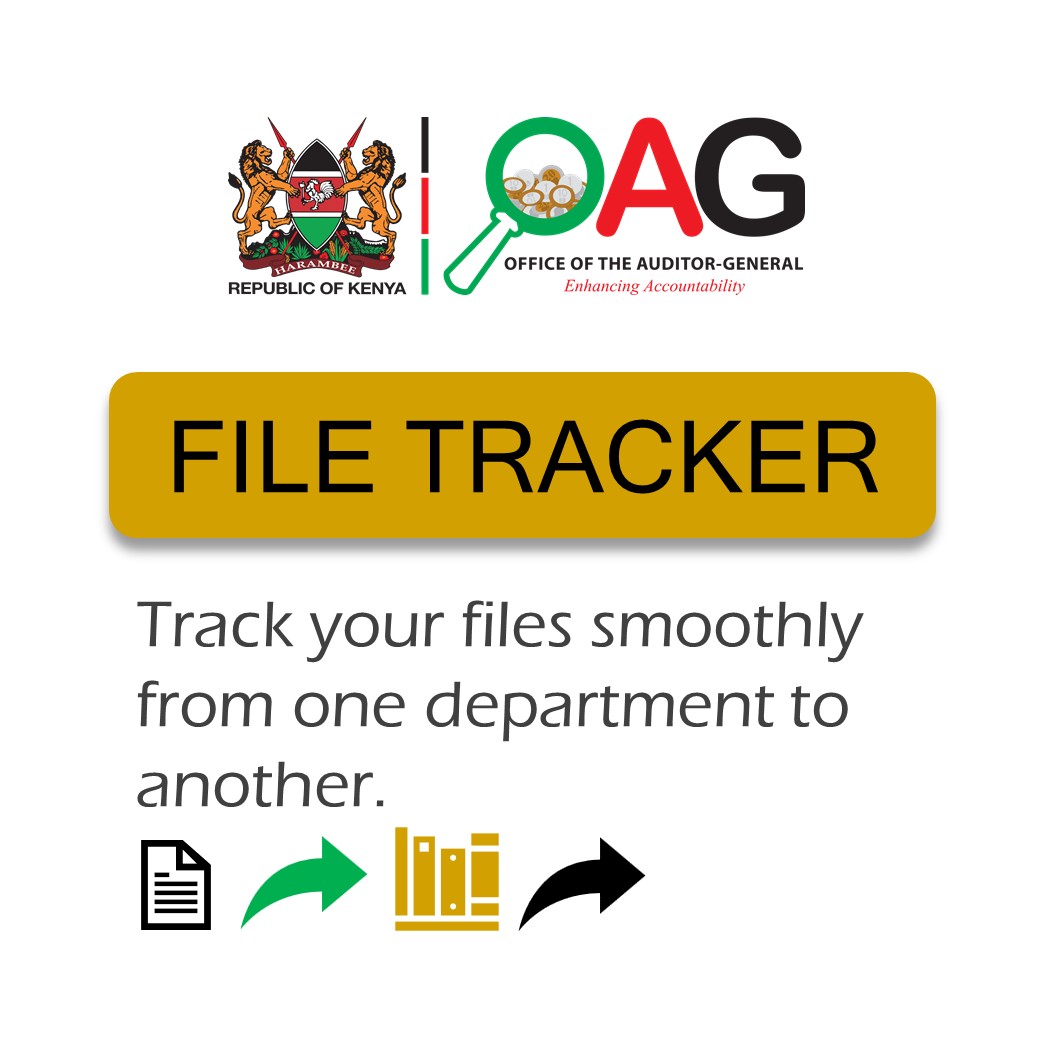 HARAMBEE
REPUBLIC OF KENYA
OAG
OFFICE OF THE AUDITOR-GENERAL
Enhancing Accountability
FILE TRACKER
Track your files smoothly
from one department to
another.